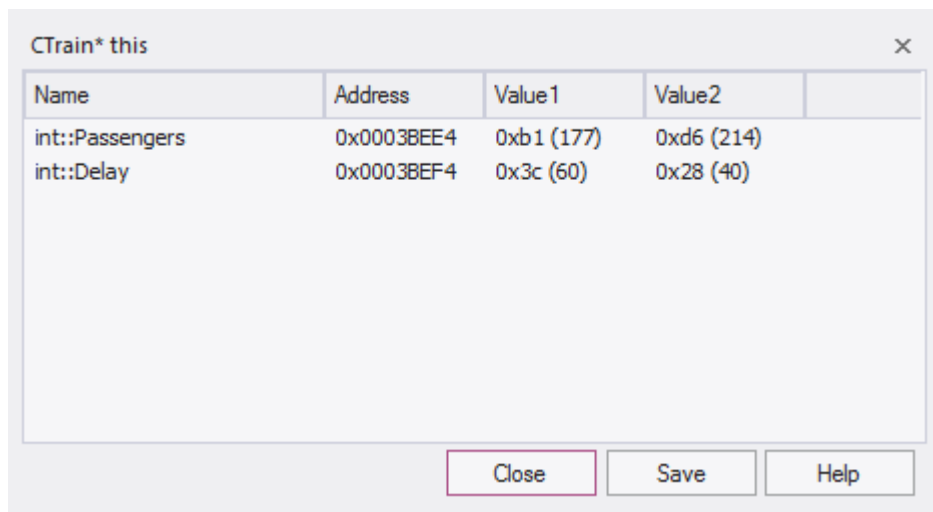 CTrain* this
Name Address Value1 Value2
int::Passengers 0x0003BEE4 0xb1 (177) 0xd6 (214)
int::Delay 0x0003BEF4 0x3c (60) 0x28 (40)
Close Save Help